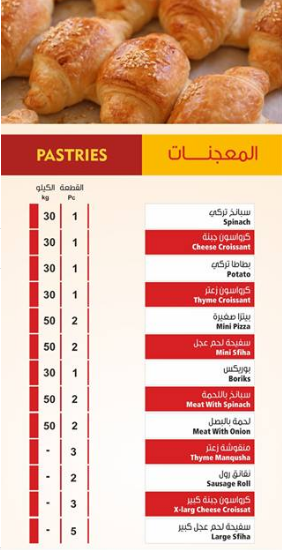 PASTRIES المعجنـــات
الكيلو القطعة
kg Pc
30 1 سبانخ تركي
Spinach
30 1 كرواسون جبنة
Cheese Croissant
30 1 بطاطا تركي
Potato
30 1 كرواسون زعتر
Thyme Croissant
50 2 بيتزا صغيرة
Mini Pizza
50 2 سفيحة لحم عجل
Mini Sfiha
30 1 بوريكس
Boriks
50 2 سبانخ باللحمة
Meat With Spinach
50 2 لحمة بالبصل
Meat With Onion
- 3 منقوشة زعتر
Thyme Manqusha
- 2 نقانق رول
Sausage Roll
- 3 كرواسون جبنة كبير
X-larg Cheese Croissat
- 5 سفيحة لحم عجل كبير
Large Sfiha